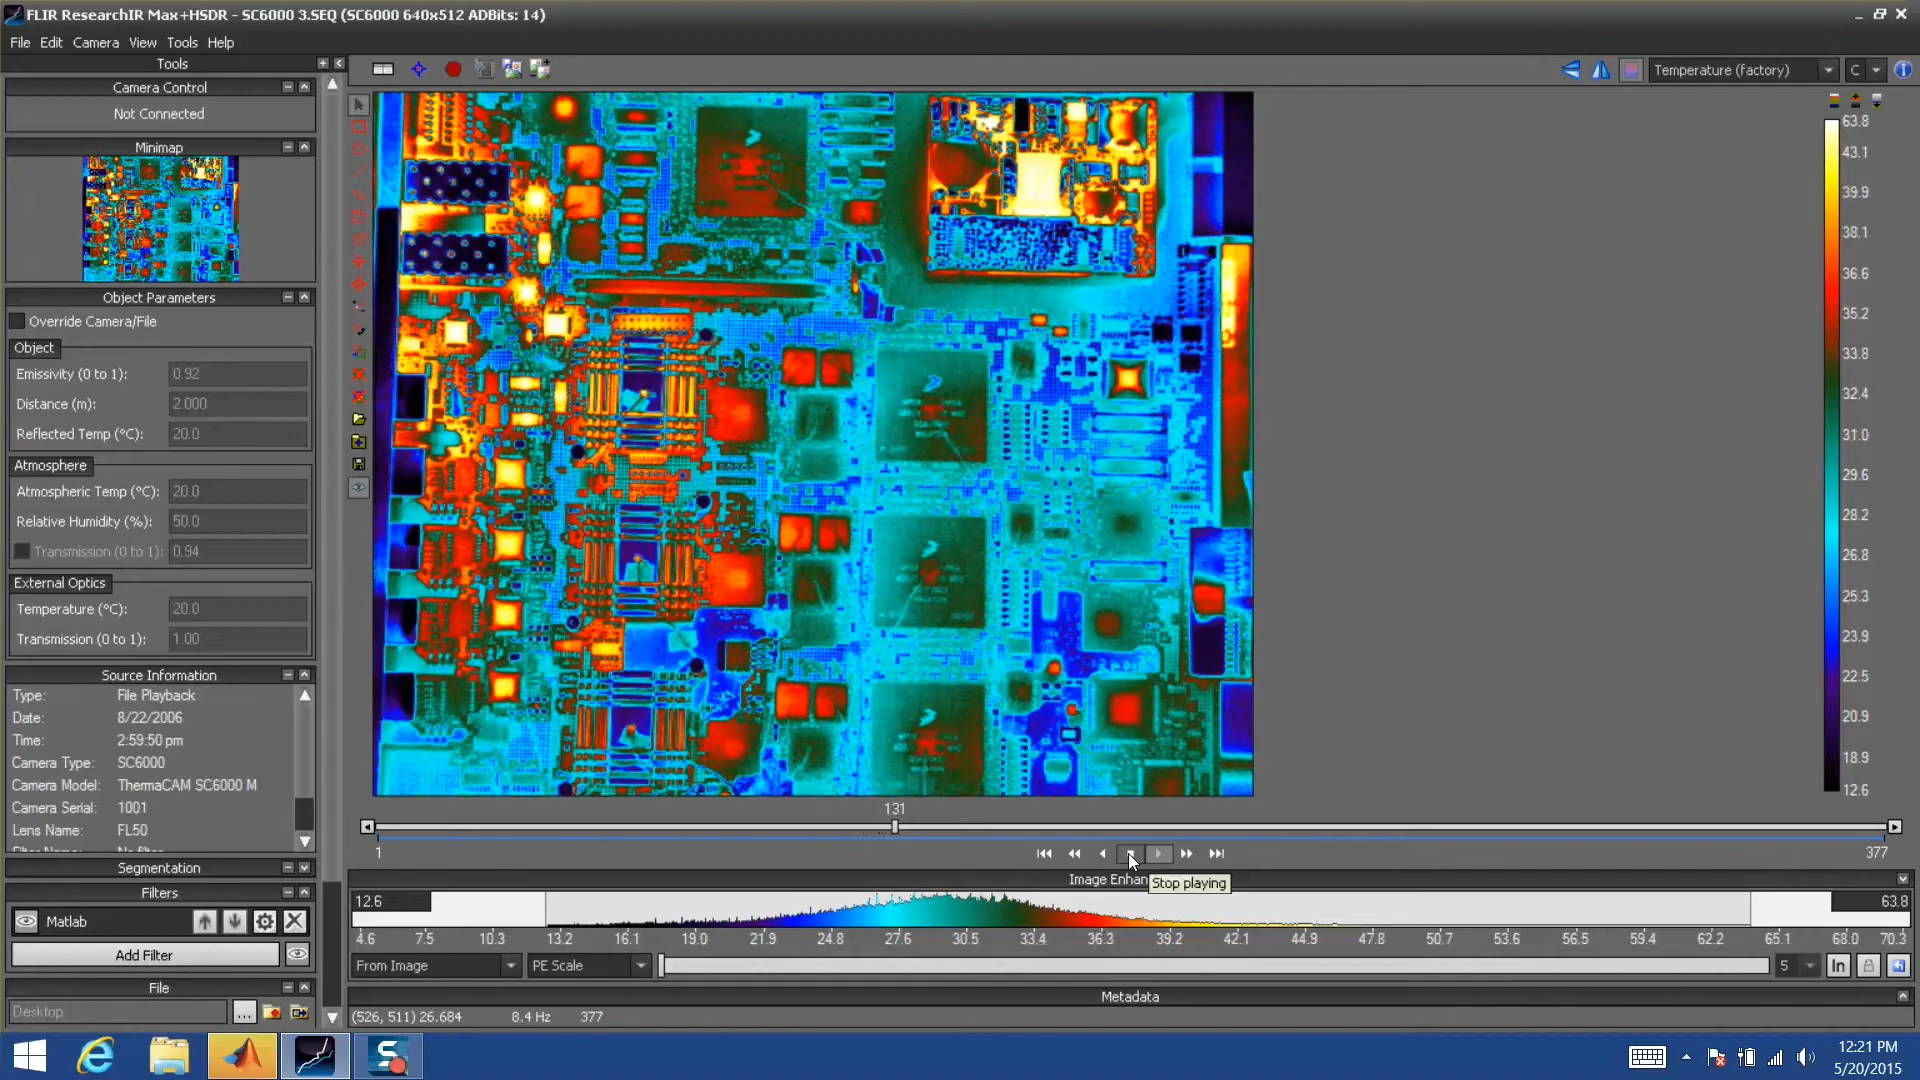 FLIR ResearchIR Max+HSDR - SC6000 3.SEQ (SC6000 640x512 ADBits: 14)
File Edit Camera View Tools Help
Tools
Temperature (factory) C
Camera Control
Not Connected
Minimap
Object Parameters
Override Camera/File
Object
Emissivity (0 to 1): 0.92
Distance (m): 2.000
Reflected Temp (°C): 20.0
Atmosphere
Atmospheric Temp (°C): 20.0
Relative Humidity (%): 50.0
Transmission (0 to 1): 0.94
External Optics
Temperature (°C): 20.0
Transmission (0 to 1): 1.00
Source Information
Type: File Playback
Date: 8/22/2006
Time: 2:59:50 pm
Camera Type: SC6000
Camera Model: ThermaCAM SC6000 M
Camera Serial: 1001
Lens Name: FL50
Segmentation
Filters
Matlab
Add Filter
File
Desktop
...
63.8
43.1
39.9
38.1
36.6
35.2
33.8
32.4
31.0
29.6
28.2
26.8
25.3
23.9
22.5
20.9
18.9
12.6
131
1 377
Image Enhan
Stop playing
12.6 63.8
4.6 7.5 10.3 13.2 16.1 19.0 21.9 24.8 27.6 30.5 33.4 36.3 39.2 42.1 44.9 47.8 50.7 53.6 56.5 59.4 62.2 65.1 68.0 70.3
From Image PE Scale 5 In
Metadata
(526, 511) 26.684 8.4 Hz 377
12:21 PM
5/20/2015